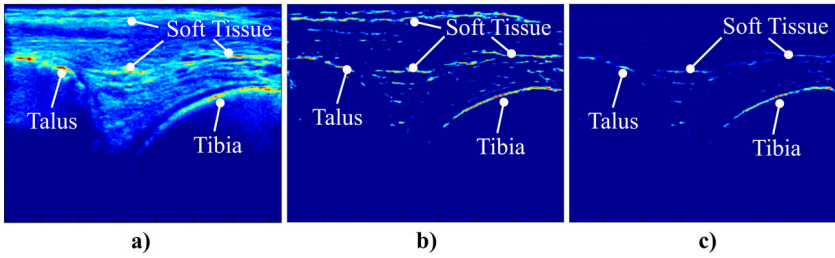 Soft Tissue
Talus
Tibia
a)
Soft Tissue
Talus
Tibia
b)
Soft Tissue
Talus
Tibia
c)